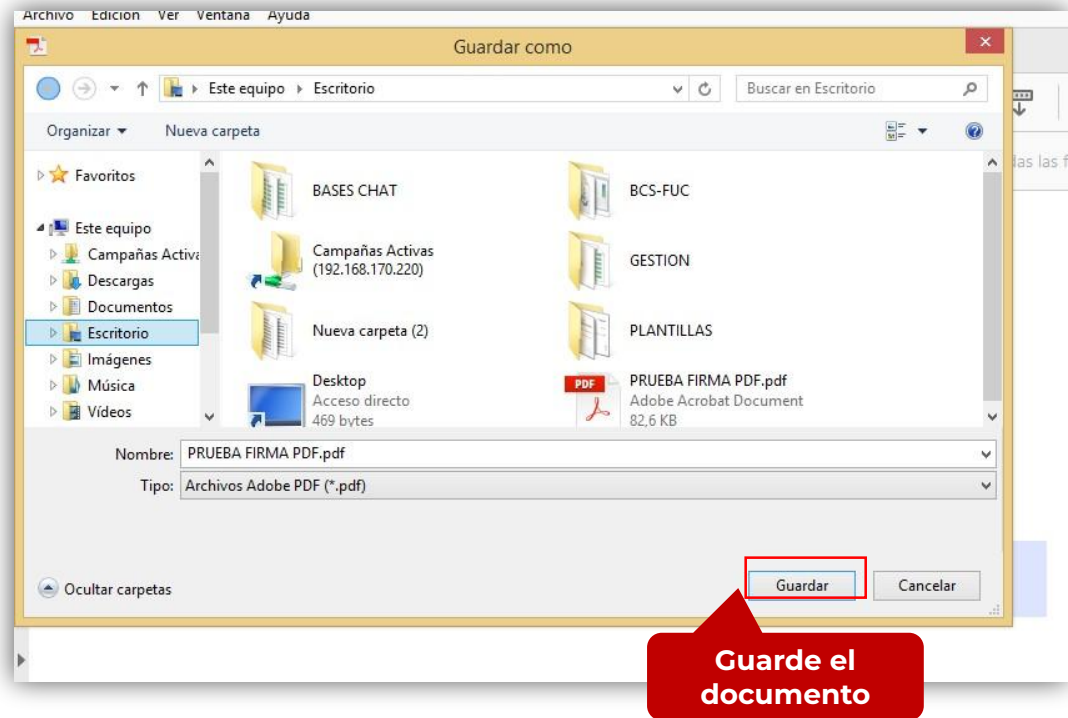 Archivo Edición Ver Ventana Ayuda
Guardar como
Este equipo Escritorio
Buscar en Escritorio
Organizar Nueva carpeta
das las f
Favoritos
Este equipo
Campañas Activa
Descargas
Documentos
Escritorio
Imágenes
Música
Vídeos
BASES CHAT
BCS-FUC
Campañas Activas
(192.168.170.220)
GESTION
Nueva carpeta (2)
PLANTILLAS
Desktop
Acceso directo
469 bytes
PDF
PRUEBA FIRMA PDF.pdf
Adobe Acrobat Document
82,6 KB
Nombre: PRUEBA FIRMA PDF.pdf
Tipo: Archivos Adobe PDF (*.pdf)
Ocultar carpetas
Guardar
Cancelar
Guarde el
documento